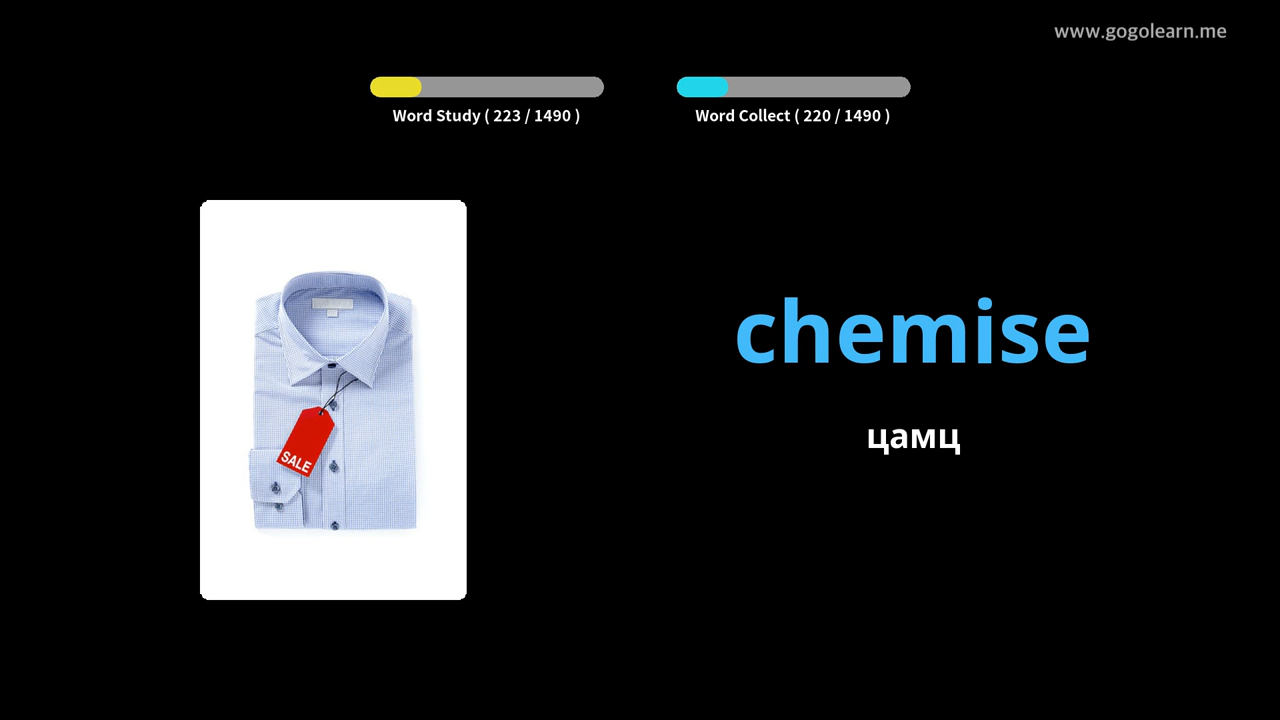 www.gogolearn.me
Word Study ( 223 / 1490 )
Word Collect ( 220 / 1490 )
SALE
chemise
цамц